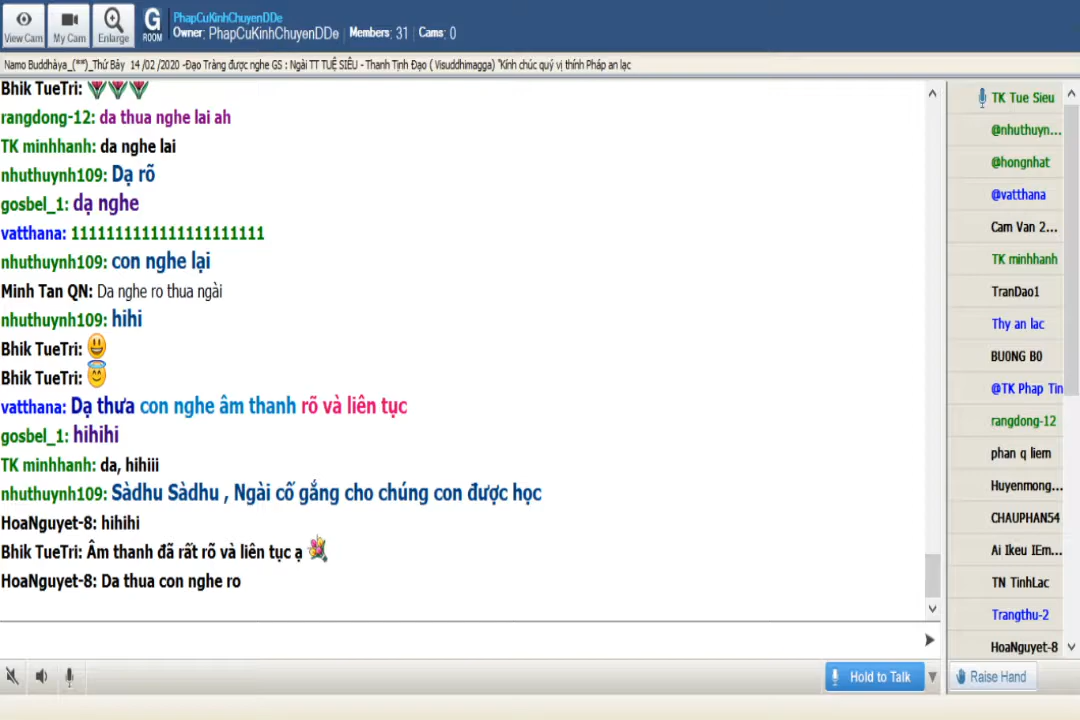 View Cam
My Cam
Enlarge
G ROOM
PhapCuKinhChuyenDDe
Owner: PhapCuKinhChuyenDDe Members: 31 Cams: 0
Namo Buddhàya_(**)_Thứ Bảy 14 /02 /2020 -Đạo Tràng được nghe GS : Ngài TT TUỆ SIÊU - Thanh Tịnh Đạo ( Visuddhimagga) "Kính chúc quý vị thính Pháp an lạc
Bhik TueTri:
rangdong-12: da thua nghe lai ah
TK minhhanh: da nghe lai
nhuthuynh109: Dạ rõ
gosbel_1: dạ nghe
vatthana: 1111111111111111111111
nhuthuynh109: con nghe lại
Minh Tan QN: Da nghe ro thua ngài
nhuthuynh109: hihi
Bhik TueTri:
Bhik TueTri:
vatthana: Dạ thưa con nghe âm thanh rõ và liên tục
gosbel_1: hihihi
TK minhhanh: da, hihiii
nhuthuynh109: Sàdhu Sàdhu , Ngài cố gắng cho chúng con được học
HoaNguyet-8: hihihi
Bhik TueTri: Âm thanh đã rất rõ và liên tục ạ
HoaNguyet-8: Da thua con nghe ro
TK Tue Sieu
@nhuthuyn...
@hongnhat
@vatthana
Cam Van 2...
TK minhhanh
TranDao1
Thy an lac
BUONG BO
@TK Phap Tin
rangdong-12
phan q liem
Huyenmong...
CHAUPHAN54
Ai Ikeu IEm...
TN TinhLac
Trangthu-2
HoaNguyet-8
Hold to Talk
Raise Hand